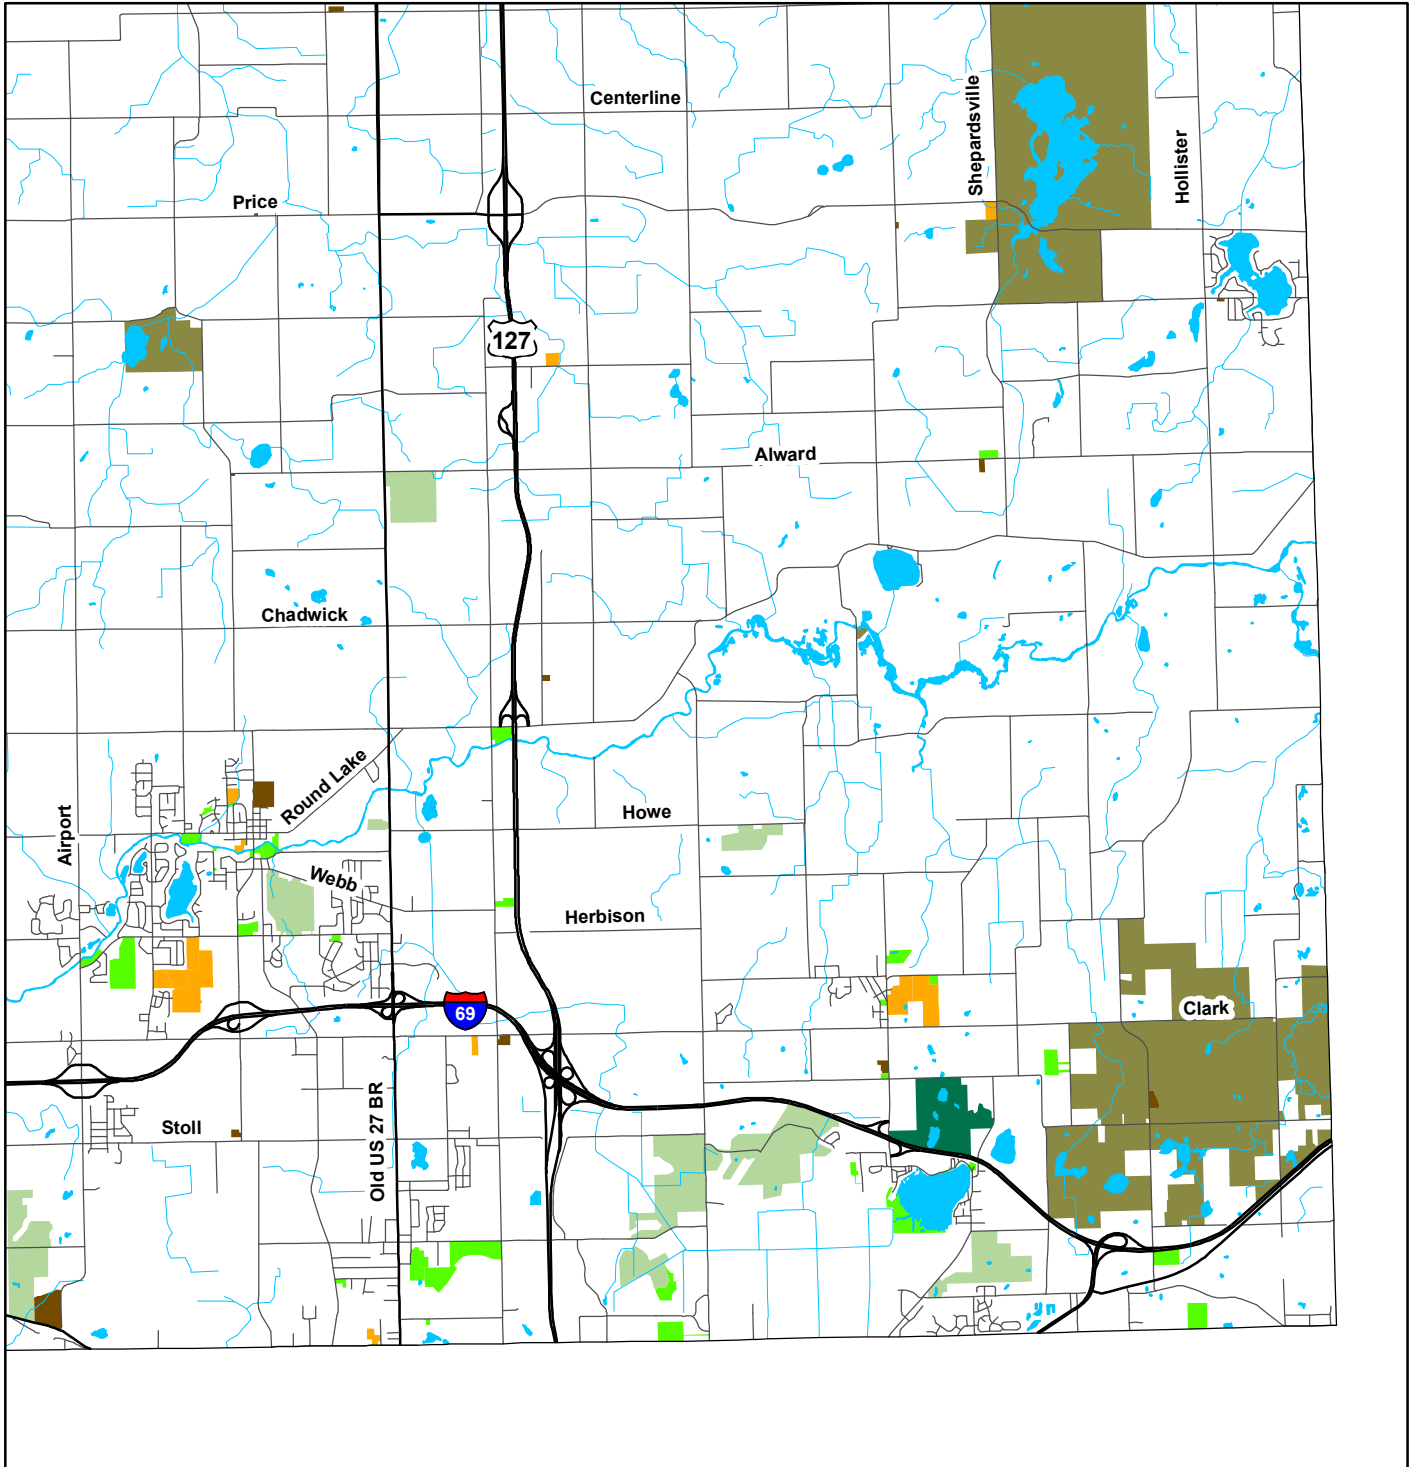 Centerline
Shepardsville
Hollister
Price
127
Alward
Chadwick
Round Lake
Airport
Howe
Webb
Herbison
69
Clark
Old US 27 BR
Stoll